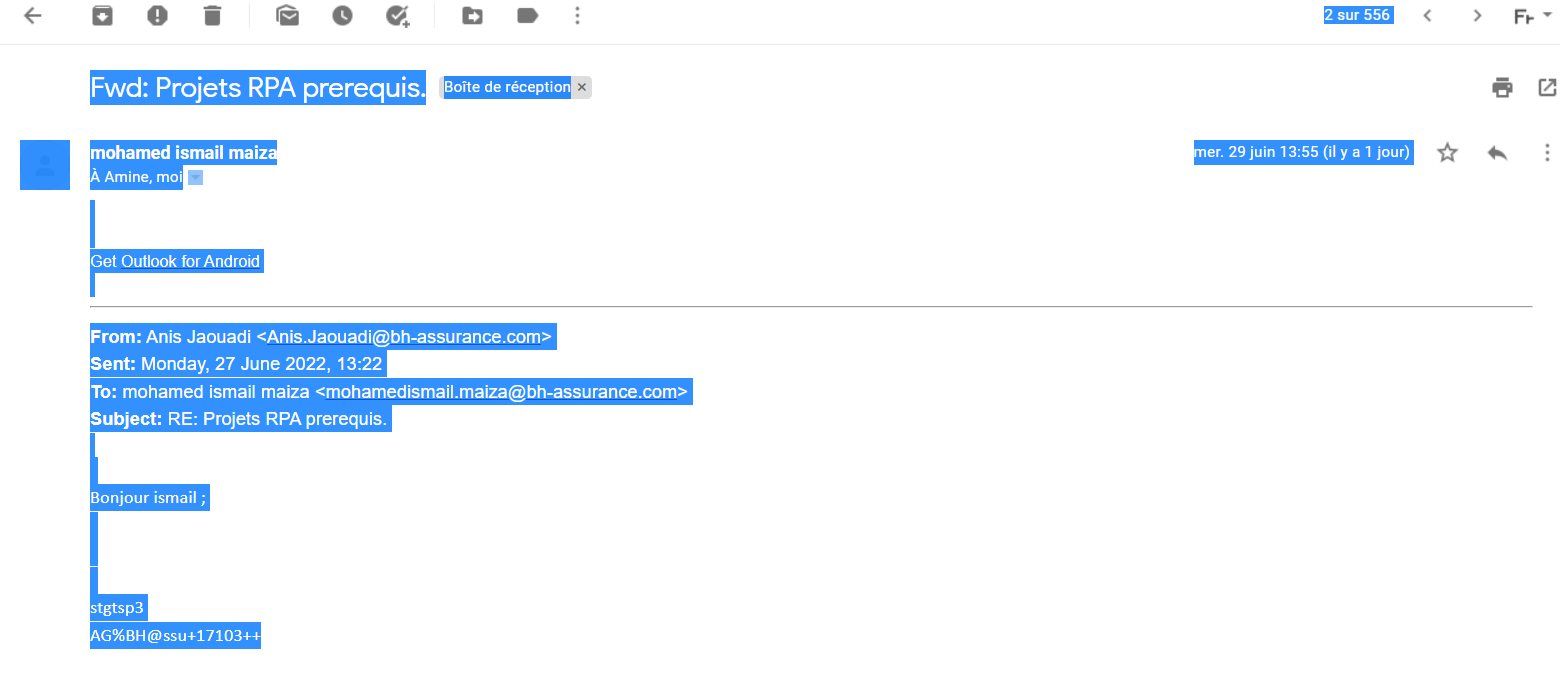 2 sur 556
Fwd: Projets RPA prerequis. Boîte de réception ×
mohamed ismail maiza
mer. 29 juin 13:55 (il y a 1 jour)
À Amine, moi
Get Outlook for Android
From: Anis Jaouadi <Anis.Jaouadi@bh-assurance.com>
Sent: Monday, 27 June 2022, 13:22
To: mohamed ismail maiza <mohamedismail.maiza@bh-assurance.com>
Subject: RE: Projets RPA prerequis.
Bonjour ismail ;
stgtsp3
AG%BH@ssu+17103++